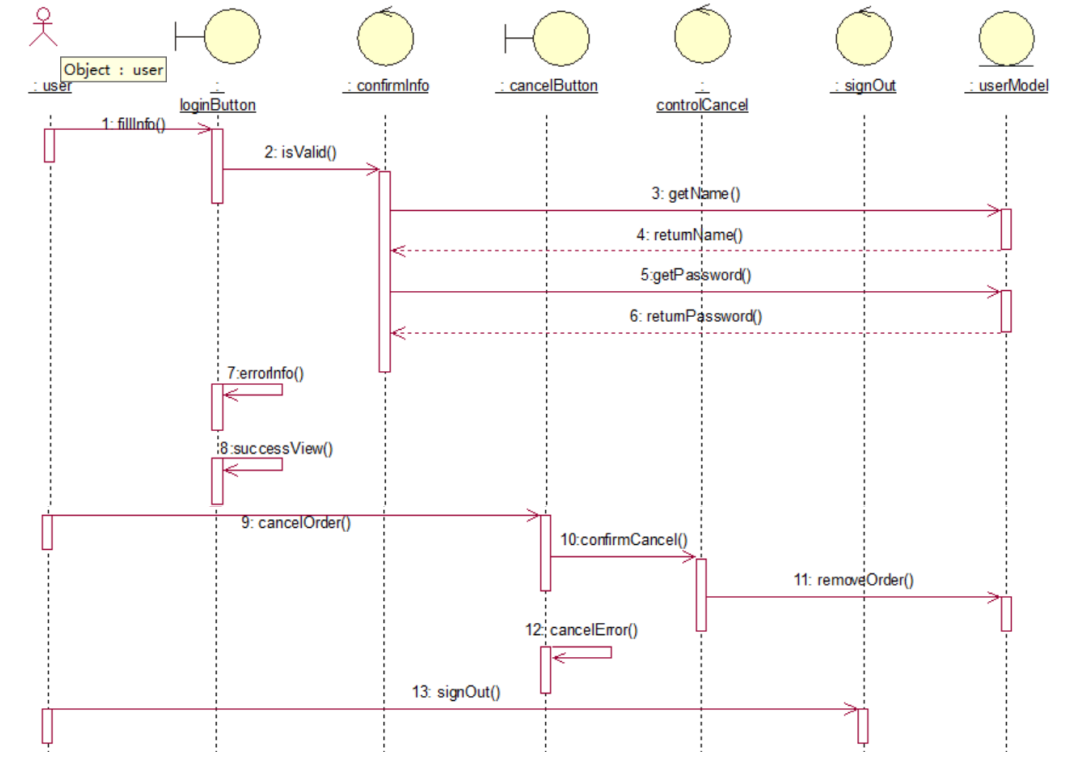 Object : user
: user
:
loginButton
: confirmInfo
: cancelButton
:
controlCancel
: signOut
: userModel
1: fillInfo()
2: isValid()
3: getName()
4: returnName()
5:getPassword()
6: returnPassword()
7:errorInfo()
8:successView()
9: cancelOrder()
10:confirmCancel()
11: removeOrder()
12: cancelError()
13: signOut()